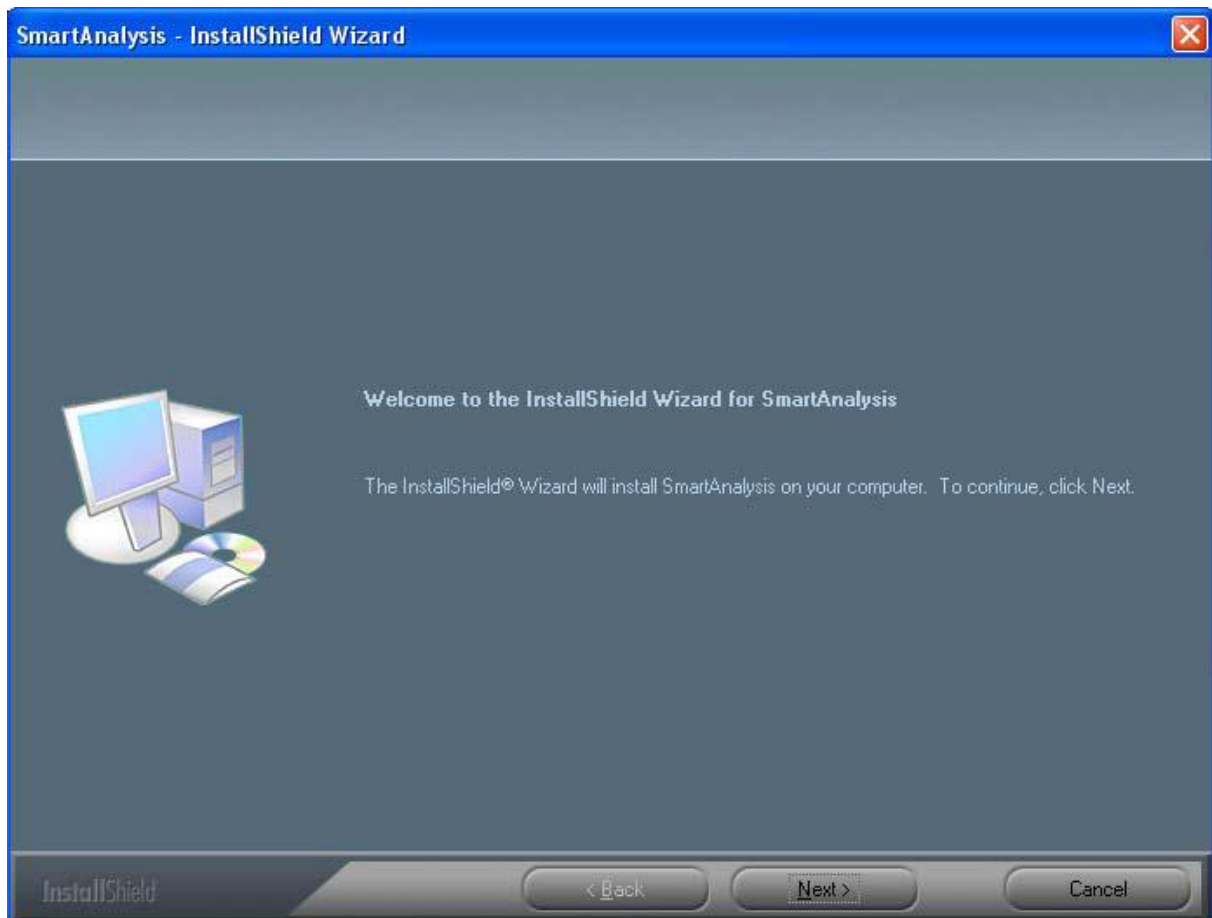 SmartAnalysis - InstallShield Wizard
Welcome to the InstallShield Wizard for SmartAnalysis
The InstallShield® Wizard will install SmartAnalysis on your computer.  To continue, click Next.
InstallShield
< Back
Next >
Cancel